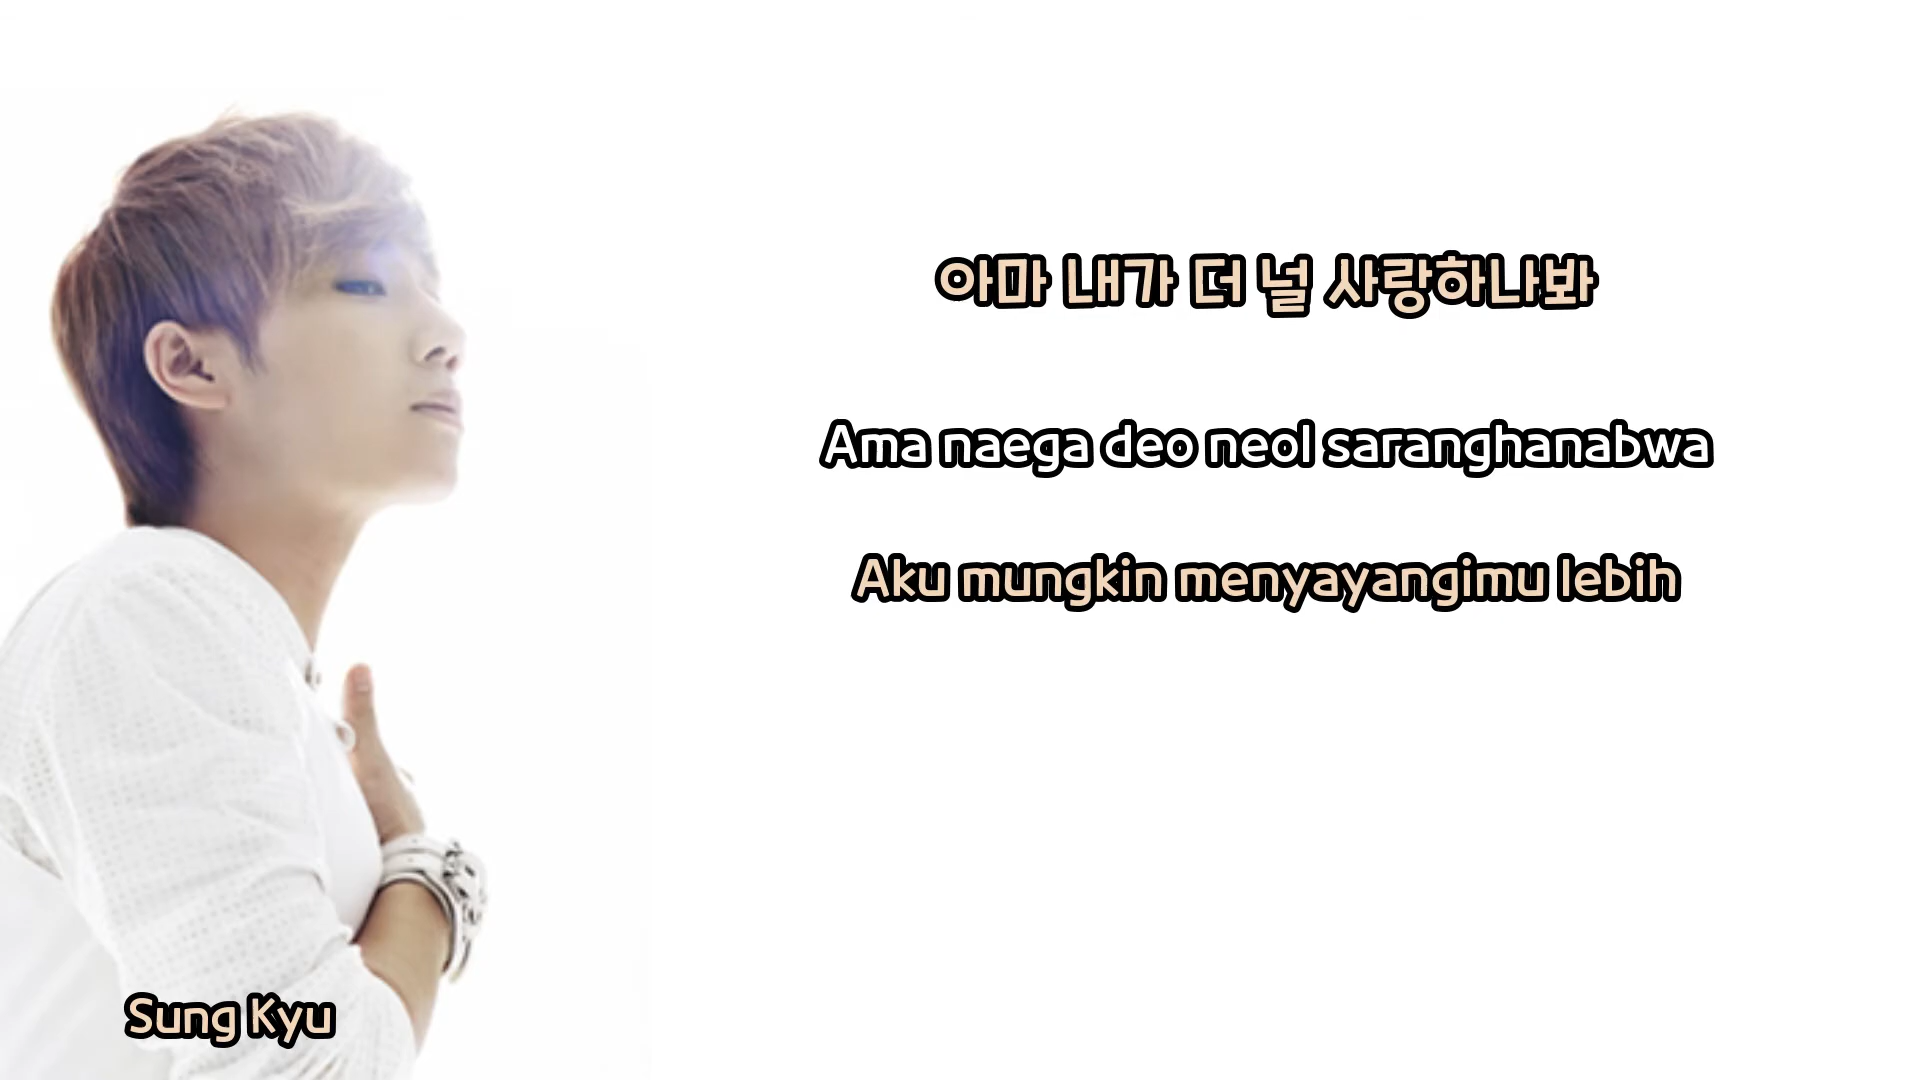 아마 내가 더 널 사랑하나봐
Ama naega deo neol saranghanabwa
Aku mungkin menyayangimu lebih
Sung Kyu